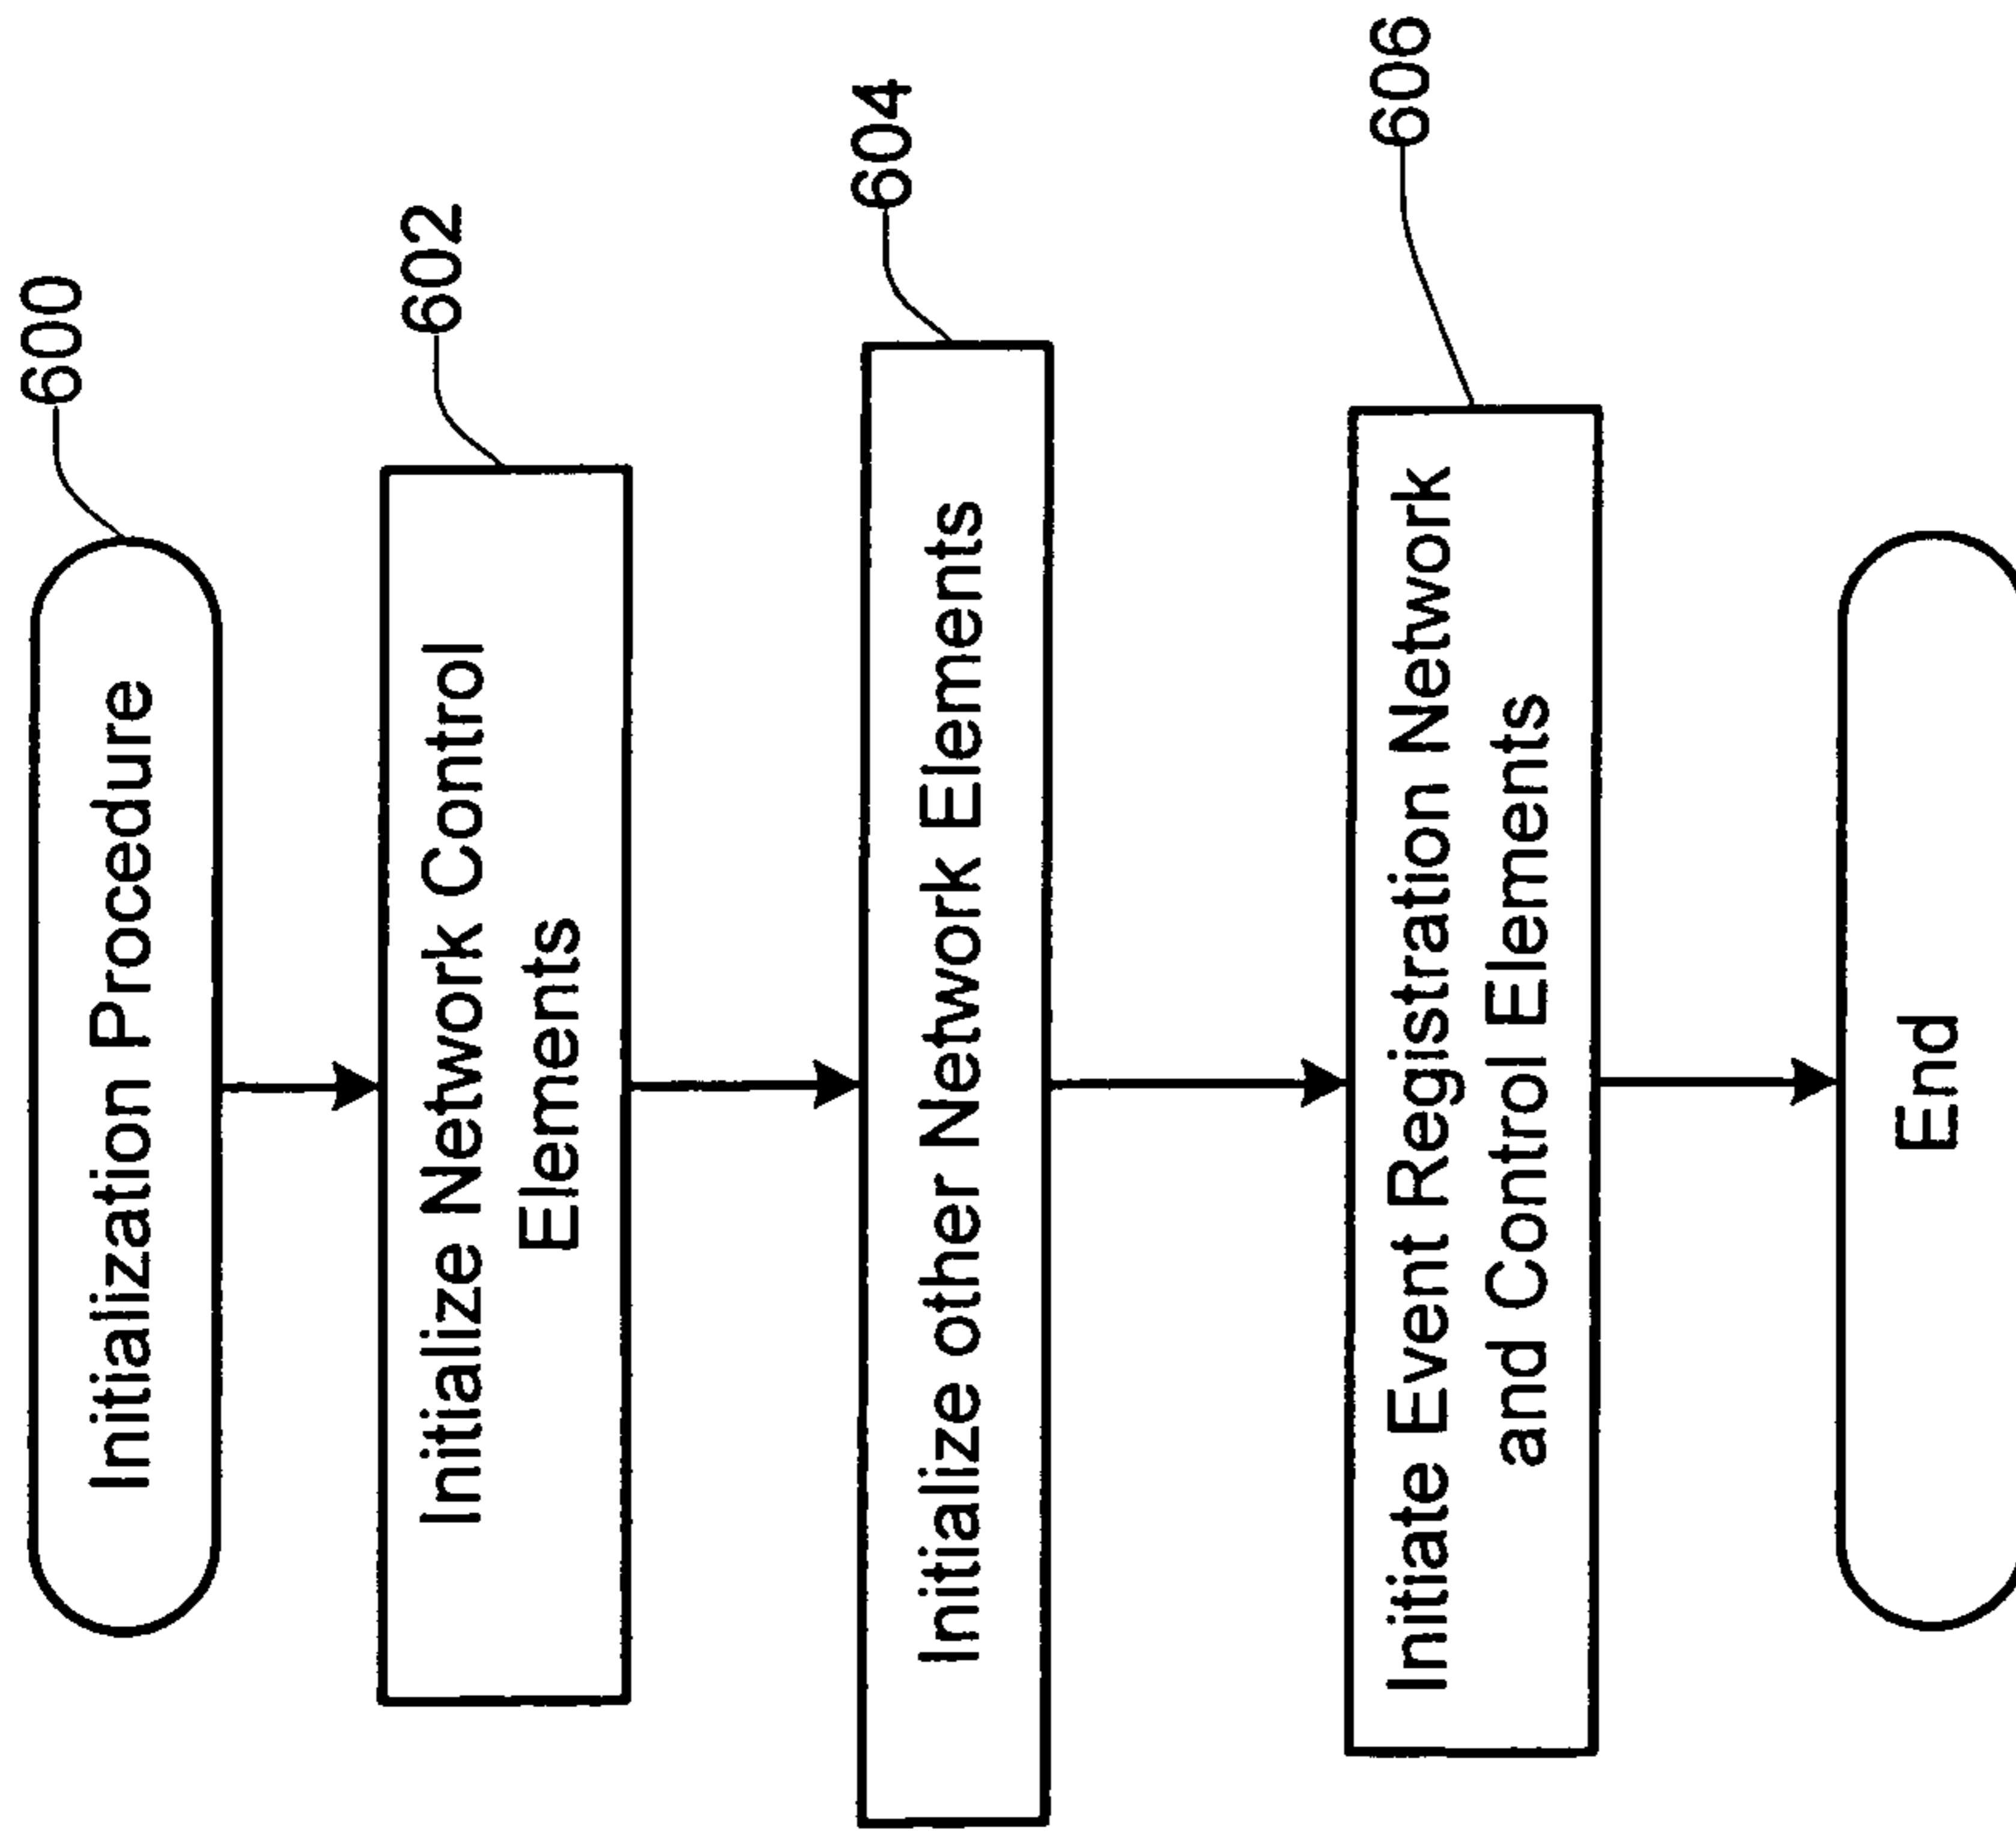 Initialization Procedure
600
Initialize Network Control
Elements
602
Initialize other Network Elements
604
Initiate Event Registration Network
and Control Elements
606
End